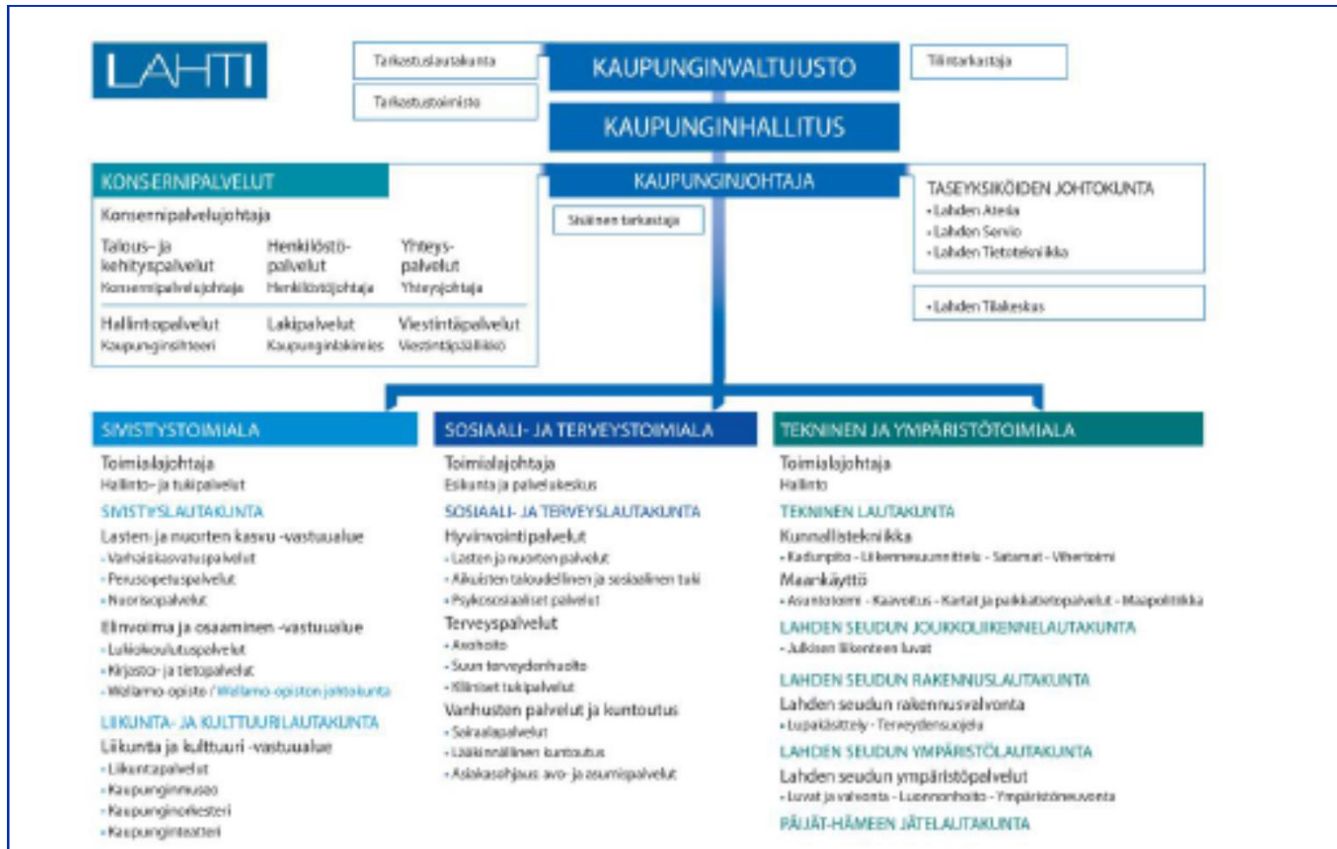 LAHTI
Tarkastuslautakunta
Tarkastustoimisto
KAUPUNGINVALTUUSTO
Tilintarkastaja
KAUPUNGINHALLITUS
KAUPUNGINJOHTAJA
Sisäinen tarkastaja
KONSERNIPALVELUT
Konsernipalvelujohtaja
Talous- ja
kehityspalvelut
Konsernipalvelujohtaja
Henkilöstö-
palvelut
Henkilöstöjohtaja
Yhteys-
palvelut
Yhteysjohtaja
Hallintopalvelut
Kaupunginsihteeri
Lakipalvelut
Kaupunginlakimies
Viestintäpalvelut
Viestintäpäällikkö
TASEYKSIKÖIDEN JOHTOKUNTA
• Lahden Ateria
• Lahden Servio
• Lahden Tietotekniikka
• Lahden Tilakeskus
SIVISTYSTOIMIALA
Toimialajohtaja
Hallinto- ja tukipalvelut
SIVISTYSLAUTAKUNTA
Lasten ja nuorten kasvu -vastuualue
• Varhaiskasvatuspalvelut
• Perusopetuspalvelut
• Nuorisopalvelut
Elinvoima ja osaaminen -vastuualue
• Lukiokoulutuspalvelut
• Kirjasto- ja tietopalvelut
• Wellamo-opisto / Wellamo-opiston johtokunta
LIIKUNTA- JA KULTTUURILAUTAKUNTA
Liikunta ja kulttuuri -vastuualue
• Liikuntapalvelut
• Kaupunginmuseo
• Kaupunginorkesteri
• Kaupunginteatteri
SOSIAALI- JA TERVEYSTOIMIALA
Toimialajohtaja
Esikunta ja palvelukeskus
SOSIAALI- JA TERVEYSLAUTAKUNTA
Hyvinvointipalvelut
• Lasten ja nuorten palvelut
• Aikuisten taloudellinen ja sosiaalinen tuki
• Psykososiaaliset palvelut
Terveyspalvelut
• Avohoito
• Suun terveydenhuolto
• Kliiniset tukipalvelut
Vanhusten palvelut ja kuntoutus
• Sairaalapalvelut
• Lääkinnällinen kuntoutus
• Asiakasohjaus avo- ja asumispalvelut
TEKNINEN JA YMPÄRISTÖTOIMIALA
Toimialajohtaja
Hallinto
TEKNINEN LAUTAKUNTA
Kunnallistekniikka
• Kadunpito - Liikennesuunnittelu - Satamat - Vihertoimi
Maankäyttö
• Asuntotoimi - Kaavoitus - Kartat ja paikkatietopalvelut - Maapolitiikka
LAHDEN SEUDUN JOUKKOLIIKENNELAUTAKUNTA
• Julkisen liikenteen luvat
LAHDEN SEUDUN RAKENNUSLAUTAKUNTA
Lahden seudun rakennusvalvonta
• Lupakäsittely - Terveydensuojelu
LAHDEN SEUDUN YMPÄRISTÖLAUTAKUNTA
Lahden seudun ympäristöpalvelut
• Luvat ja valvonta - Luonnonhoito - Ympäristöneuvonta
PÄIJÄT-HÄMEEN JÄTELAUTAKUNTA